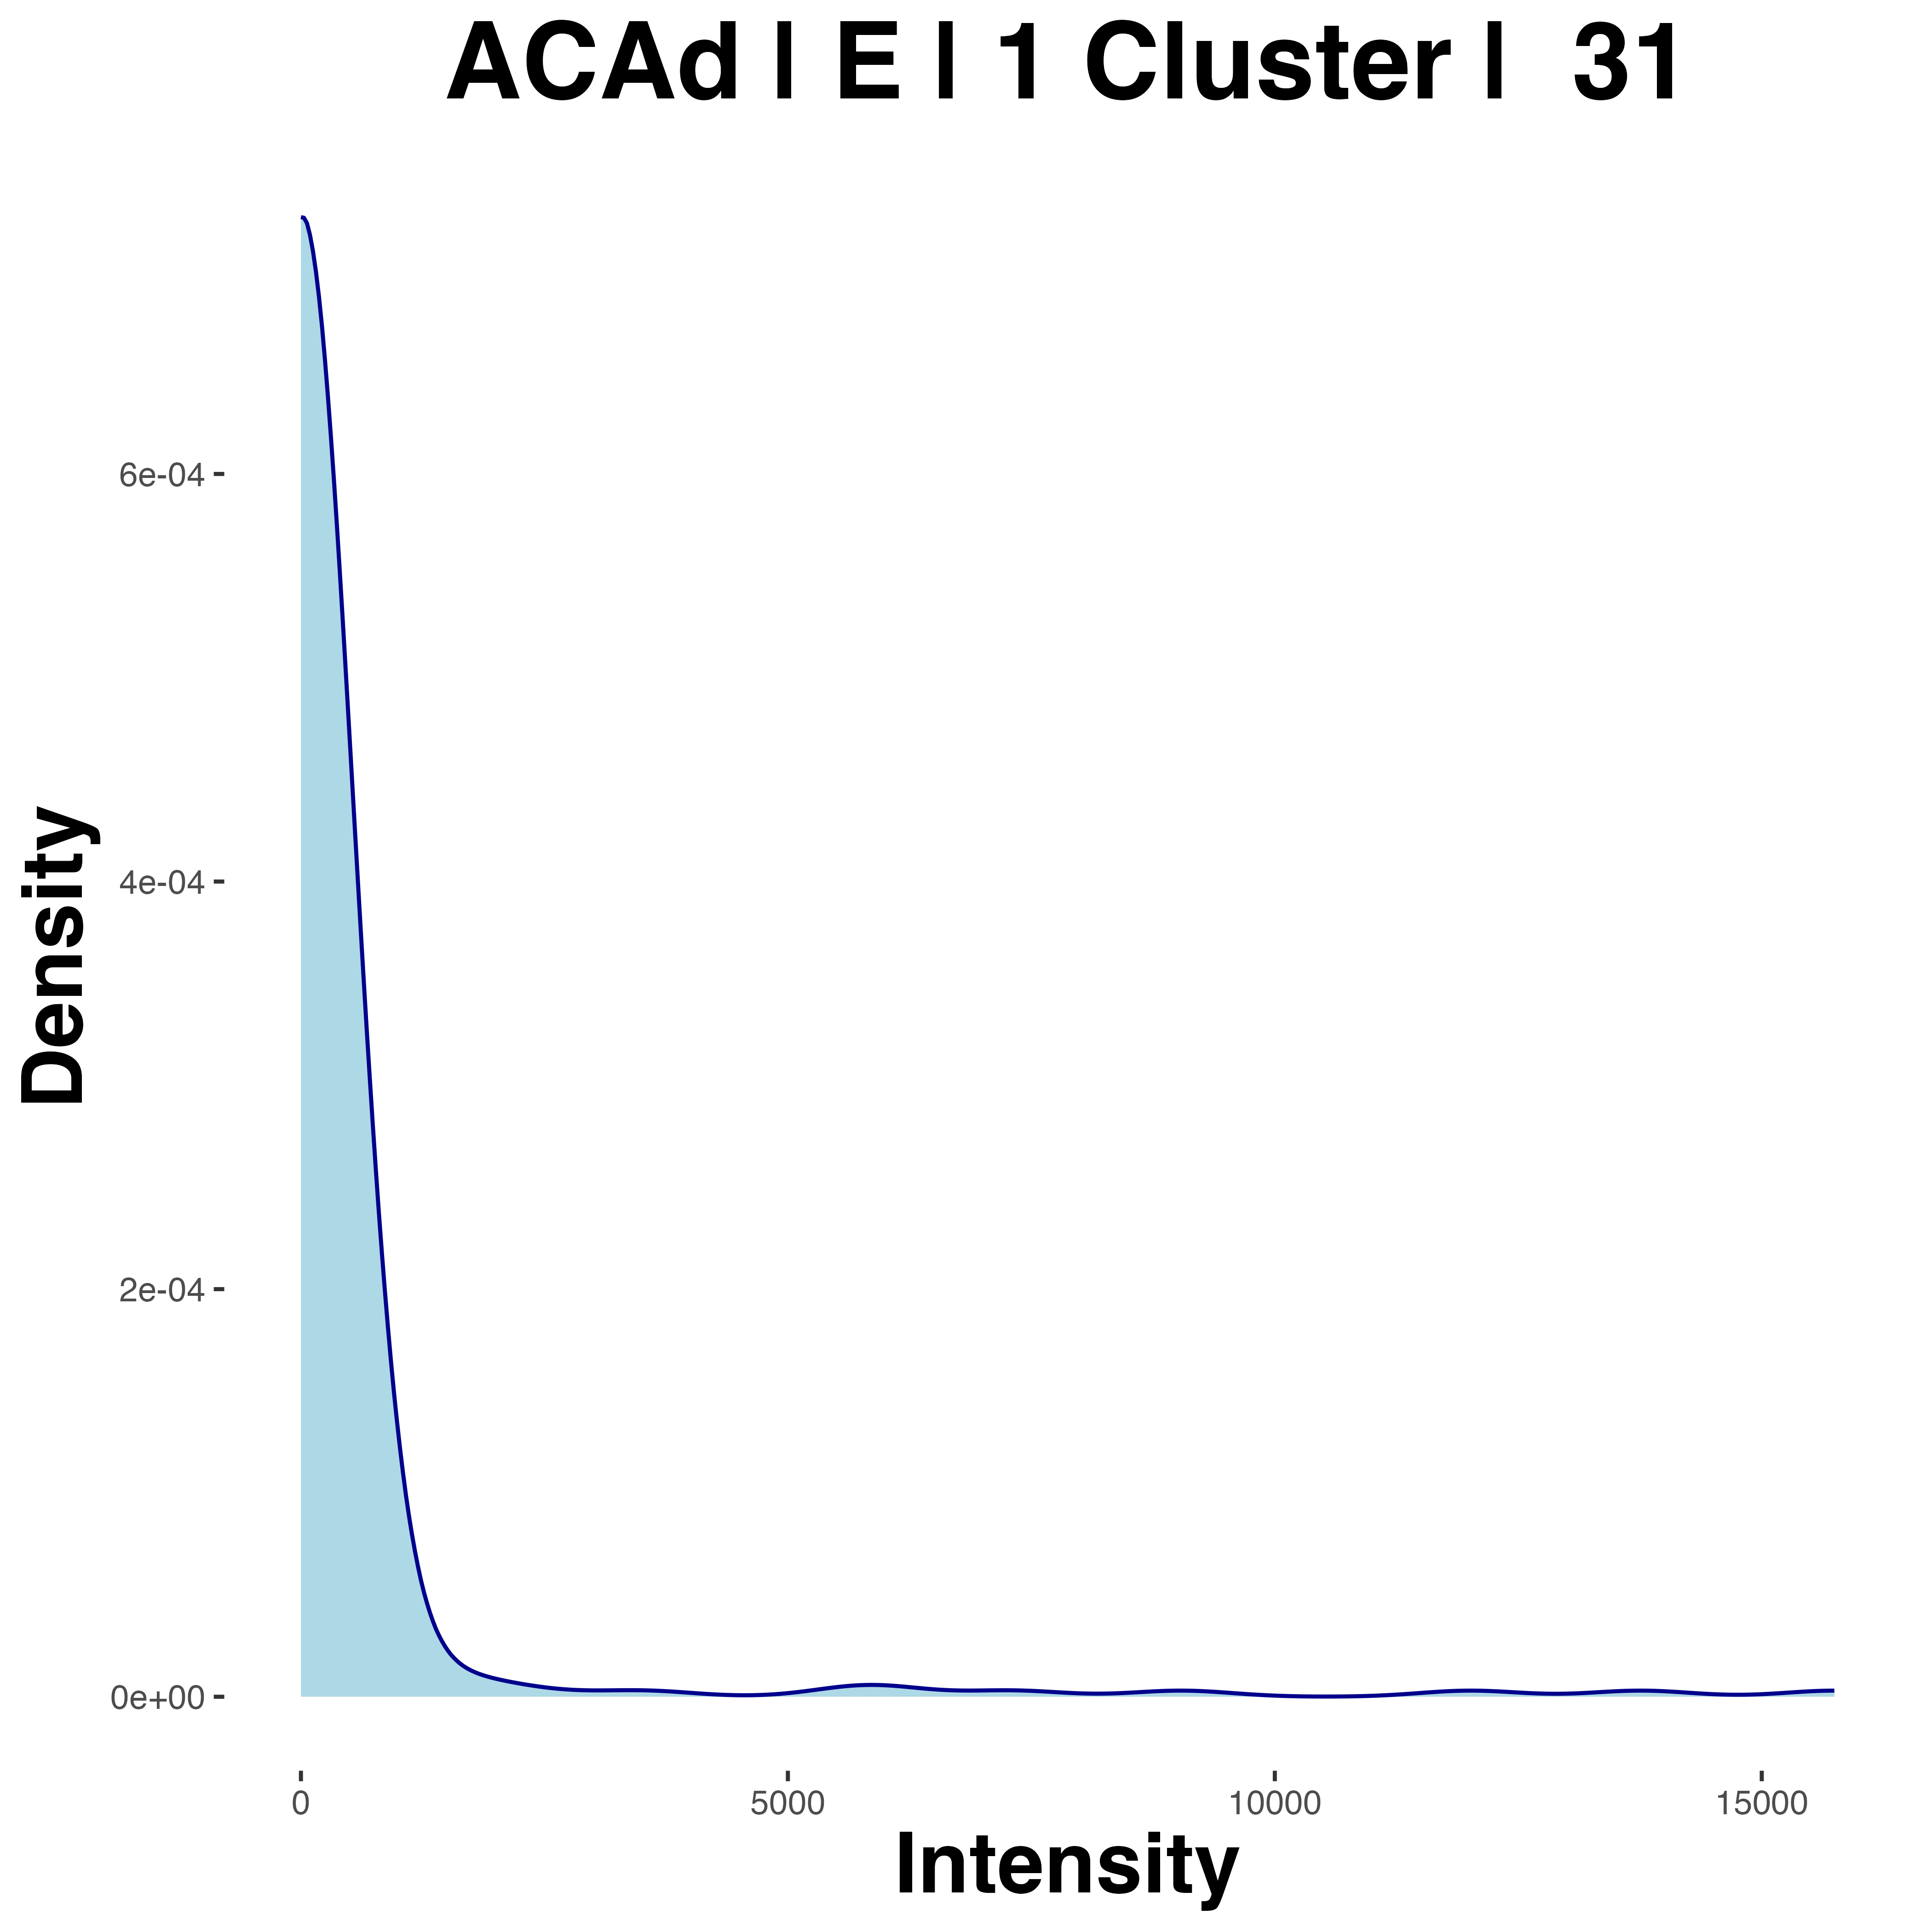 ACAd | E | 1 Cluster | 31
Density
6e-04
4e-04
2e-04
0e+00
0
5000
10000
15000
Intensity